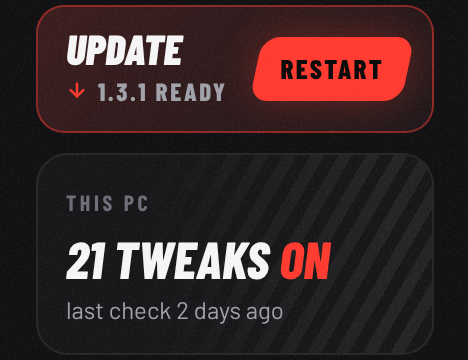 UPDATE
↓ 1.3.1 READY
RESTART
THIS PC
21 TWEAKS ON
last check 2 days ago